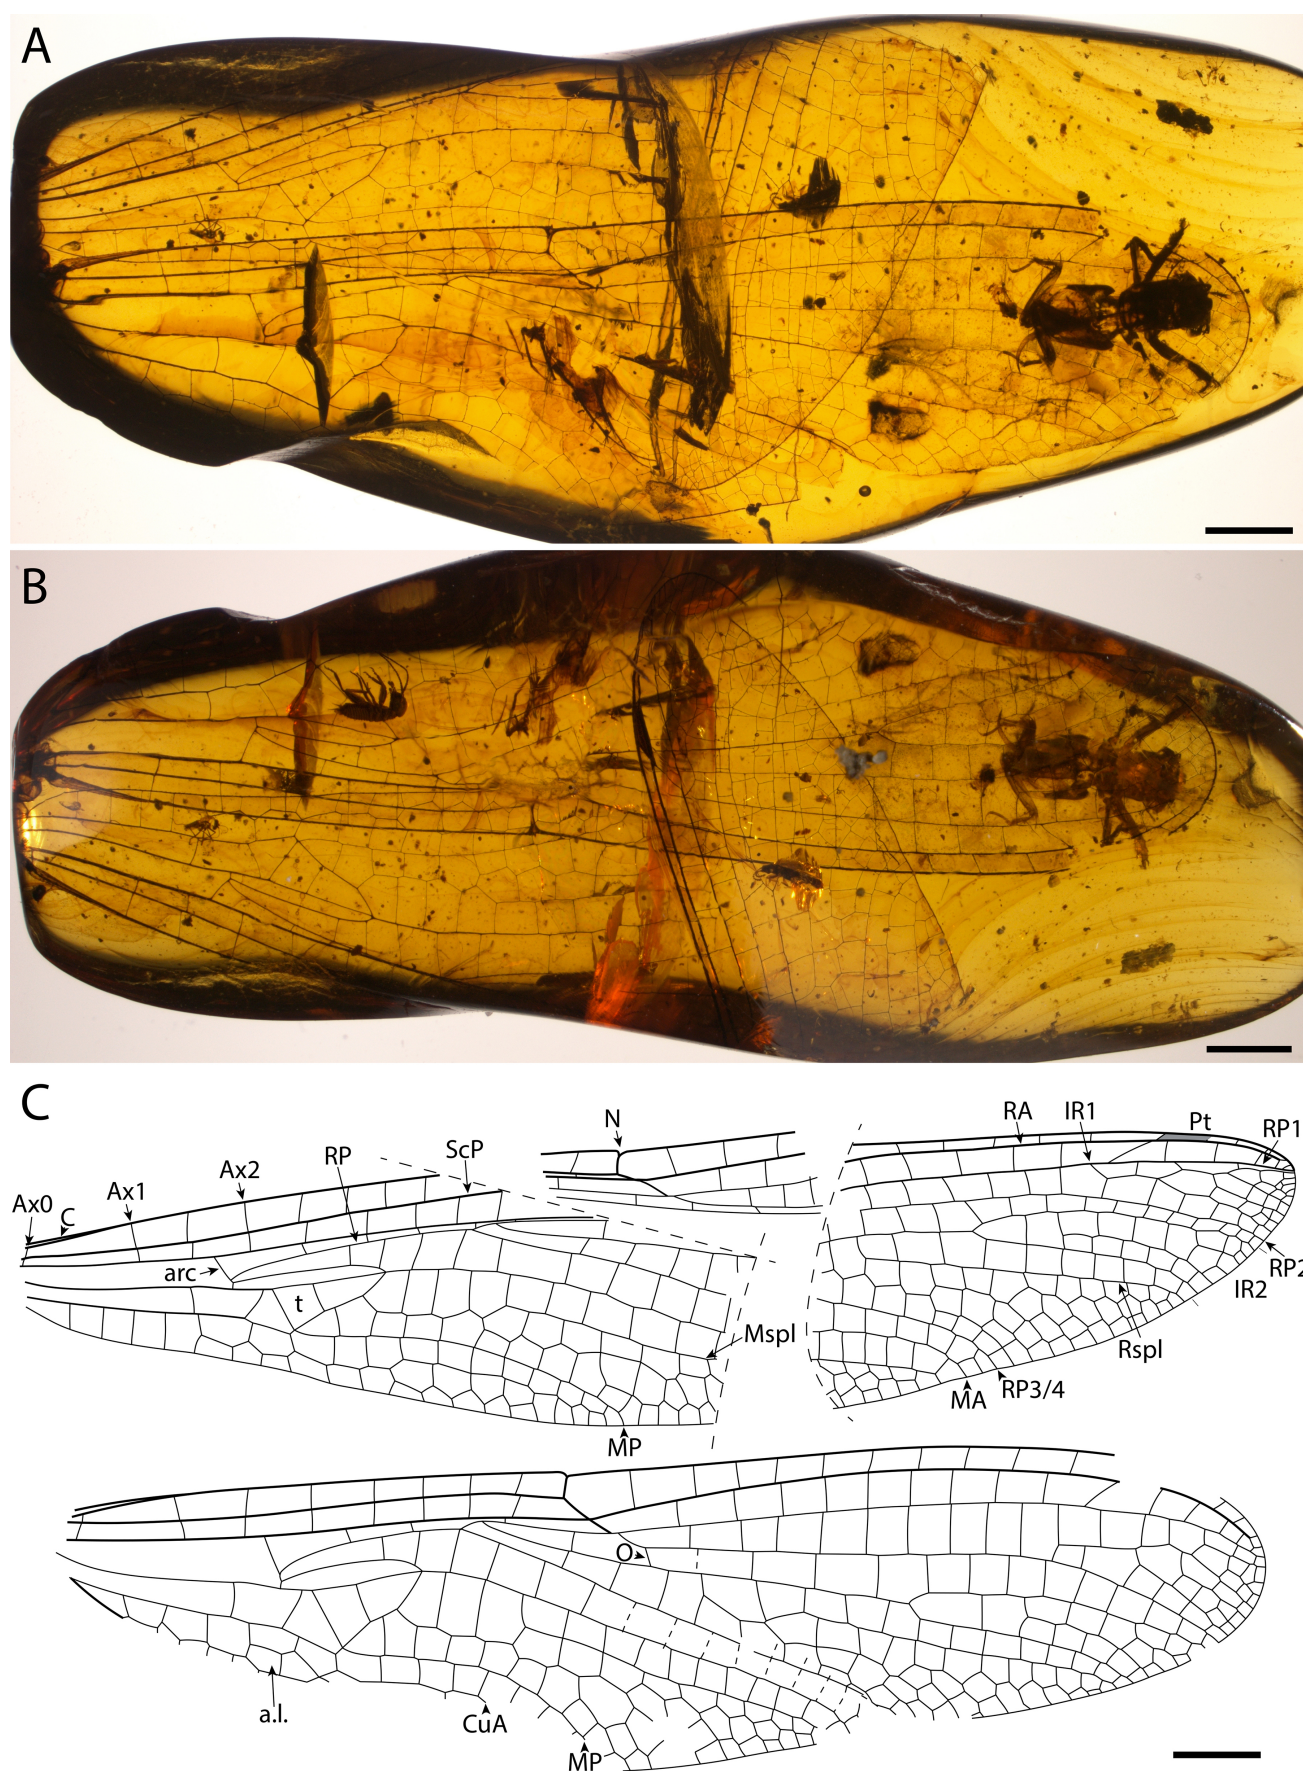 A
B
C
N
RA IR1 Pt RP1
Ax0 C Ax1 Ax2 RP ScP
arc
t
Mspl
RP2
IR2
Rspl
RP3/4
MA
MP
O
a.l.
CuA
MP